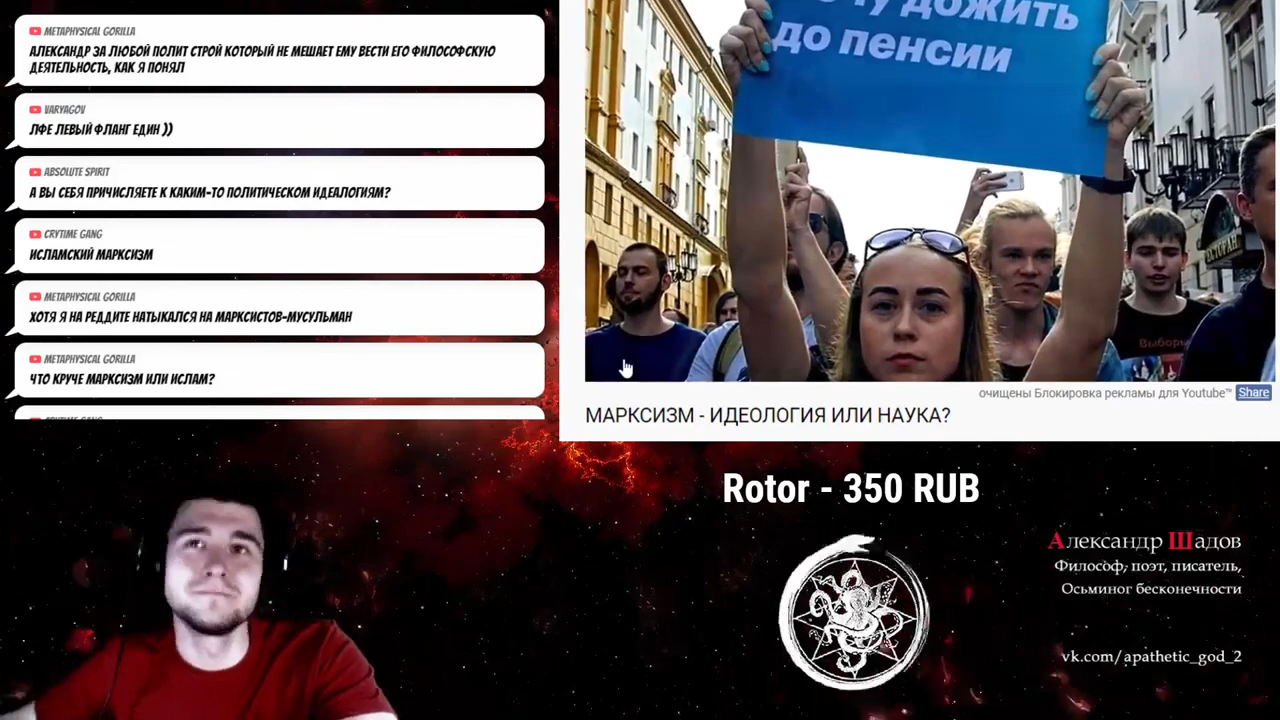 METAPHYSICAL GORILLA
АЛЕКСАНДР ЗА ЛЮБОЙ ПОЛИТ СТРОЙ КОТОРЫЙ НЕ МЕШАЕТ ЕМУ ВЕСТИ ЕГО ФИЛОСОФСКУЮ
ДЕЯТЕЛЬНОСТЬ, КАК Я ПОНЯЛ
VARYAGOV
ЛФЕ ЛЕВЫЙ ФЛАНГ ЕДИН ))
ABSOLUTE SPIRIT
А ВЫ СЕБЯ ПРИЧИСЛЯЕТЕ К КАКИМ-ТО ПОЛИТИЧЕСКОМ ИДЕАЛОГИЯМ?
CRYTIME GANG
ИСЛАМСКИЙ МАРКСИЗМ
METAPHYSICAL GORILLA
ХОТЯ Я НА РЕДДИТЕ НАТЫКАЛСЯ НА МАРКСИСТОВ-МУСУЛЬМАН
METAPHYSICAL GORILLA
ЧТО КРУЧЕ МАРКСИЗМ ИЛИ ИСЛАМ?
дожить
до пенсии
РЕСТОРАН
Выборы
очищены Блокировка рекламы для Youtube™ Share
МАРКСИЗМ - ИДЕОЛОГИЯ ИЛИ НАУКА?
Rotor - 350 RUB
Александр Шадов
Философ, поэт, писатель,
Осьминог бесконечности
vk.com/apathetic_god_2